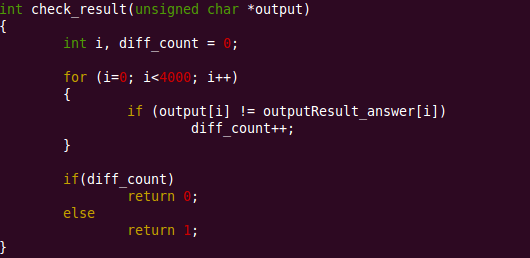 int check_result(unsigned char *output)
{
        int i, diff_count = 0;

        for (i=0; i<4000; i++)
        {
                if (output[i] != outputResult_answer[i])
                        diff_count++;
        }

        if(diff_count)
                return 0;
        else
                return 1;
}